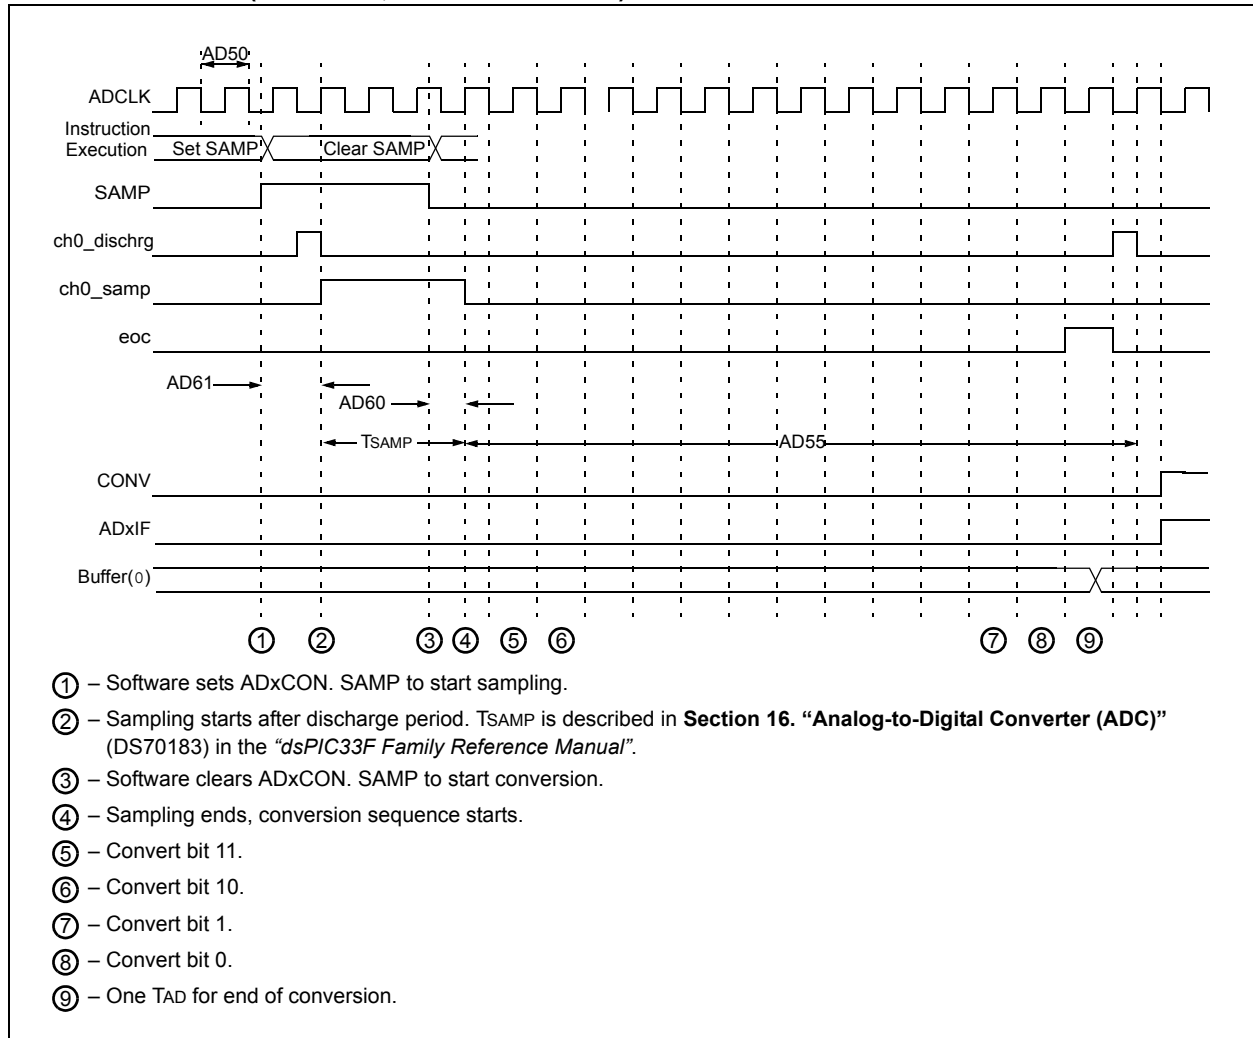 AD50
ADCLK
Instruction
Execution
Set SAMP
Clear SAMP
SAMP
ch0_dischrg
ch0_samp
eoc
AD61
AD60
TSAMP
AD55
CONV
ADxIF
Buffer(0)
1 2 3 4 5 6 7 8 9
1 – Software sets ADxCON. SAMP to start sampling.
2 – Sampling starts after discharge period. TSAMP is described in Section 16. “Analog-to-Digital Converter (ADC)”
(DS70183) in the “dsPIC33F Family Reference Manual”.
3 – Software clears ADxCON. SAMP to start conversion.
4 – Sampling ends, conversion sequence starts.
5 – Convert bit 11.
6 – Convert bit 10.
7 – Convert bit 1.
8 – Convert bit 0.
9 – One TAD for end of conversion.